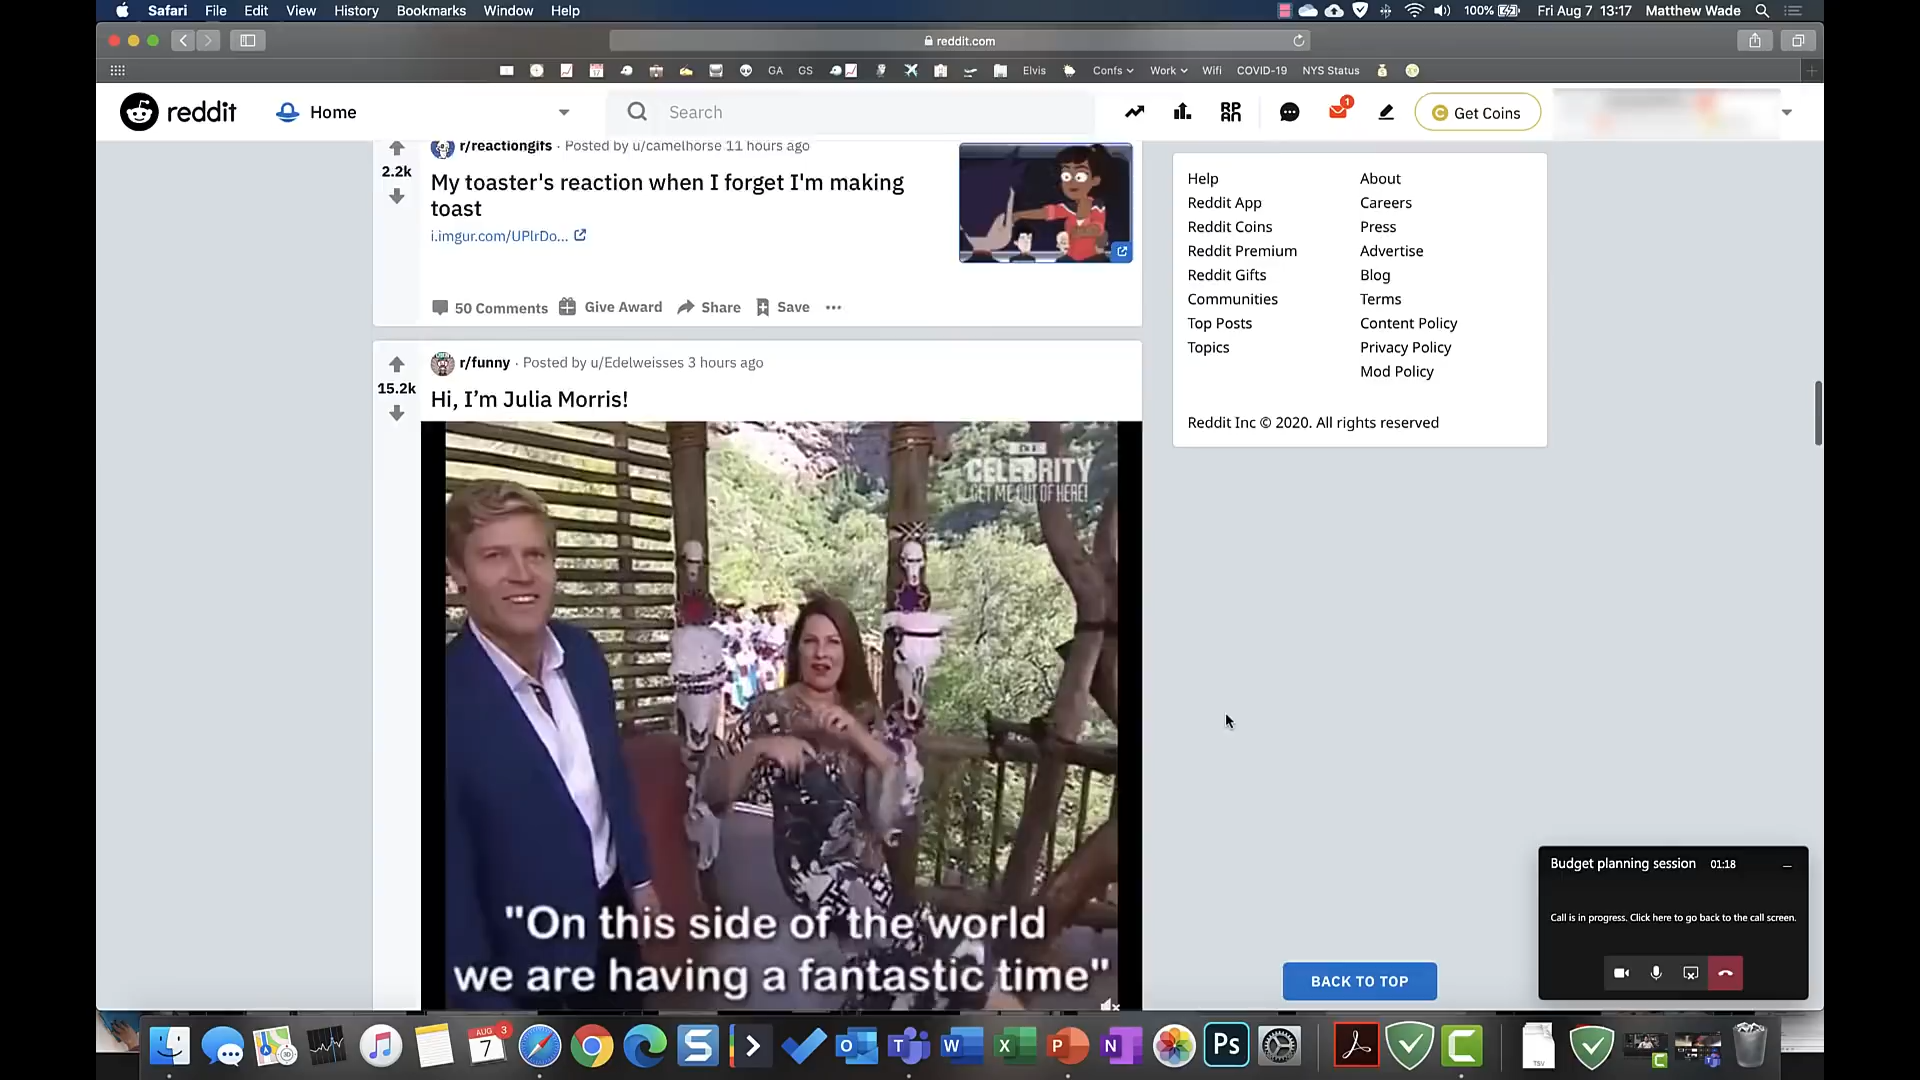 Safari File Edit View History Bookmarks Window Help
100% Fri Aug 7 13:17 Matthew Wade
reddit.com
GA GS Elvis Confs Work Wifi COVID-19 NYS Status
reddit Home Search 1 Get Coins
r/reactiongifs · Posted by u/camelhorse 11 hours ago
2.2k
My toaster's reaction when I forget I'm making
toast
i.imgur.com/UPlrDo...
50 Comments Give Award Share Save
r/funny · Posted by u/Edelweisses 3 hours ago
15.2k
Hi, I’m Julia Morris!
CELEBRITY
GET ME OUT OF HERE!
"On this side of the world
we are having a fantastic time"
Help
Reddit App
Reddit Coins
Reddit Premium
Reddit Gifts
Communities
Top Posts
Topics
About
Careers
Press
Advertise
Blog
Terms
Content Policy
Privacy Policy
Mod Policy
Reddit Inc © 2020. All rights reserved
Budget planning session 01:18
Call is in progress. Click here to go back to the call screen.
BACK TO TOP
AUG 3
7
Ps
TSV